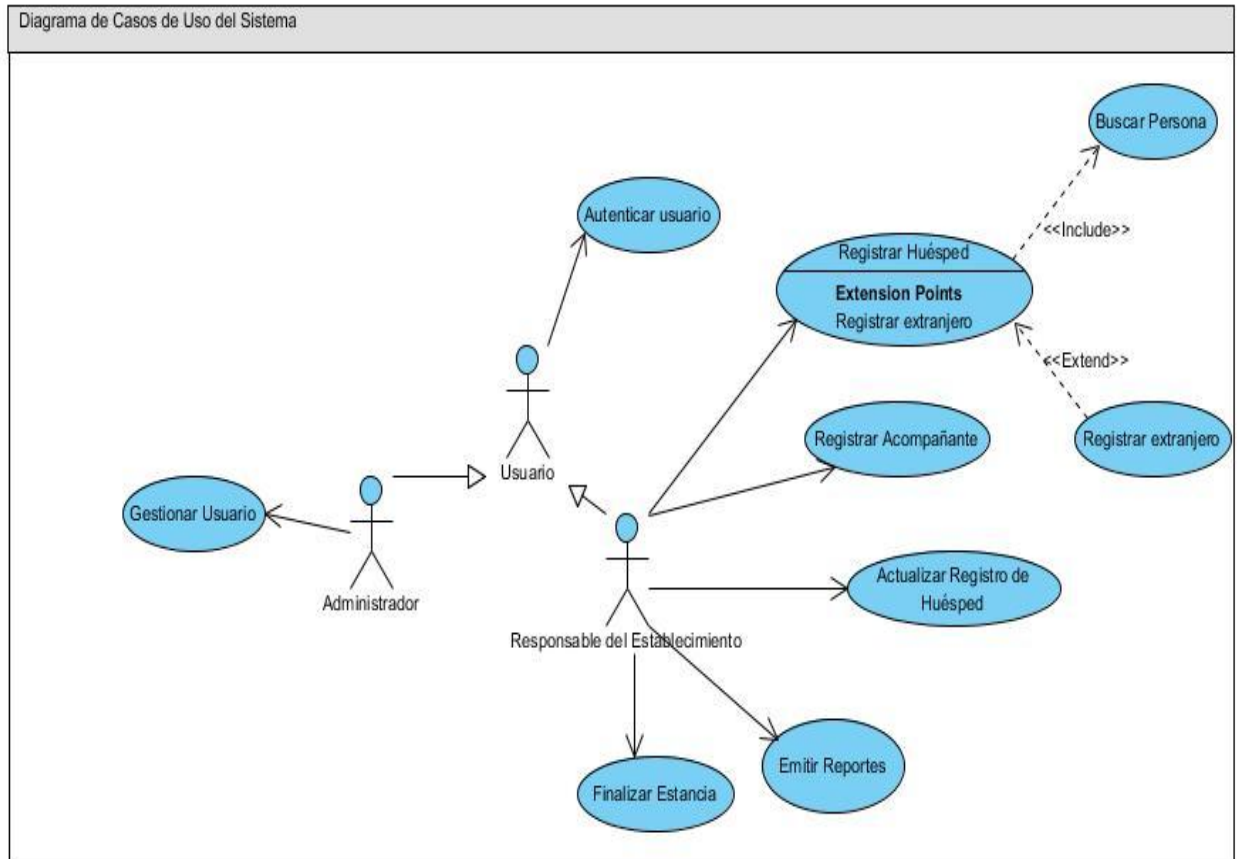 Diagrama de Casos de Uso del Sistema
Buscar Persona
Autenticar usuario
<<Include>>
Registrar Huésped
Extension Points
Registrar extranjero
<<Extend>>
Registrar Acompañante
Registrar extranjero
Usuario
Gestionar Usuario
Administrador
Actualizar Registro de
Huésped
Responsable del Establecimiento
Emitir Reportes
Finalizar Estancia